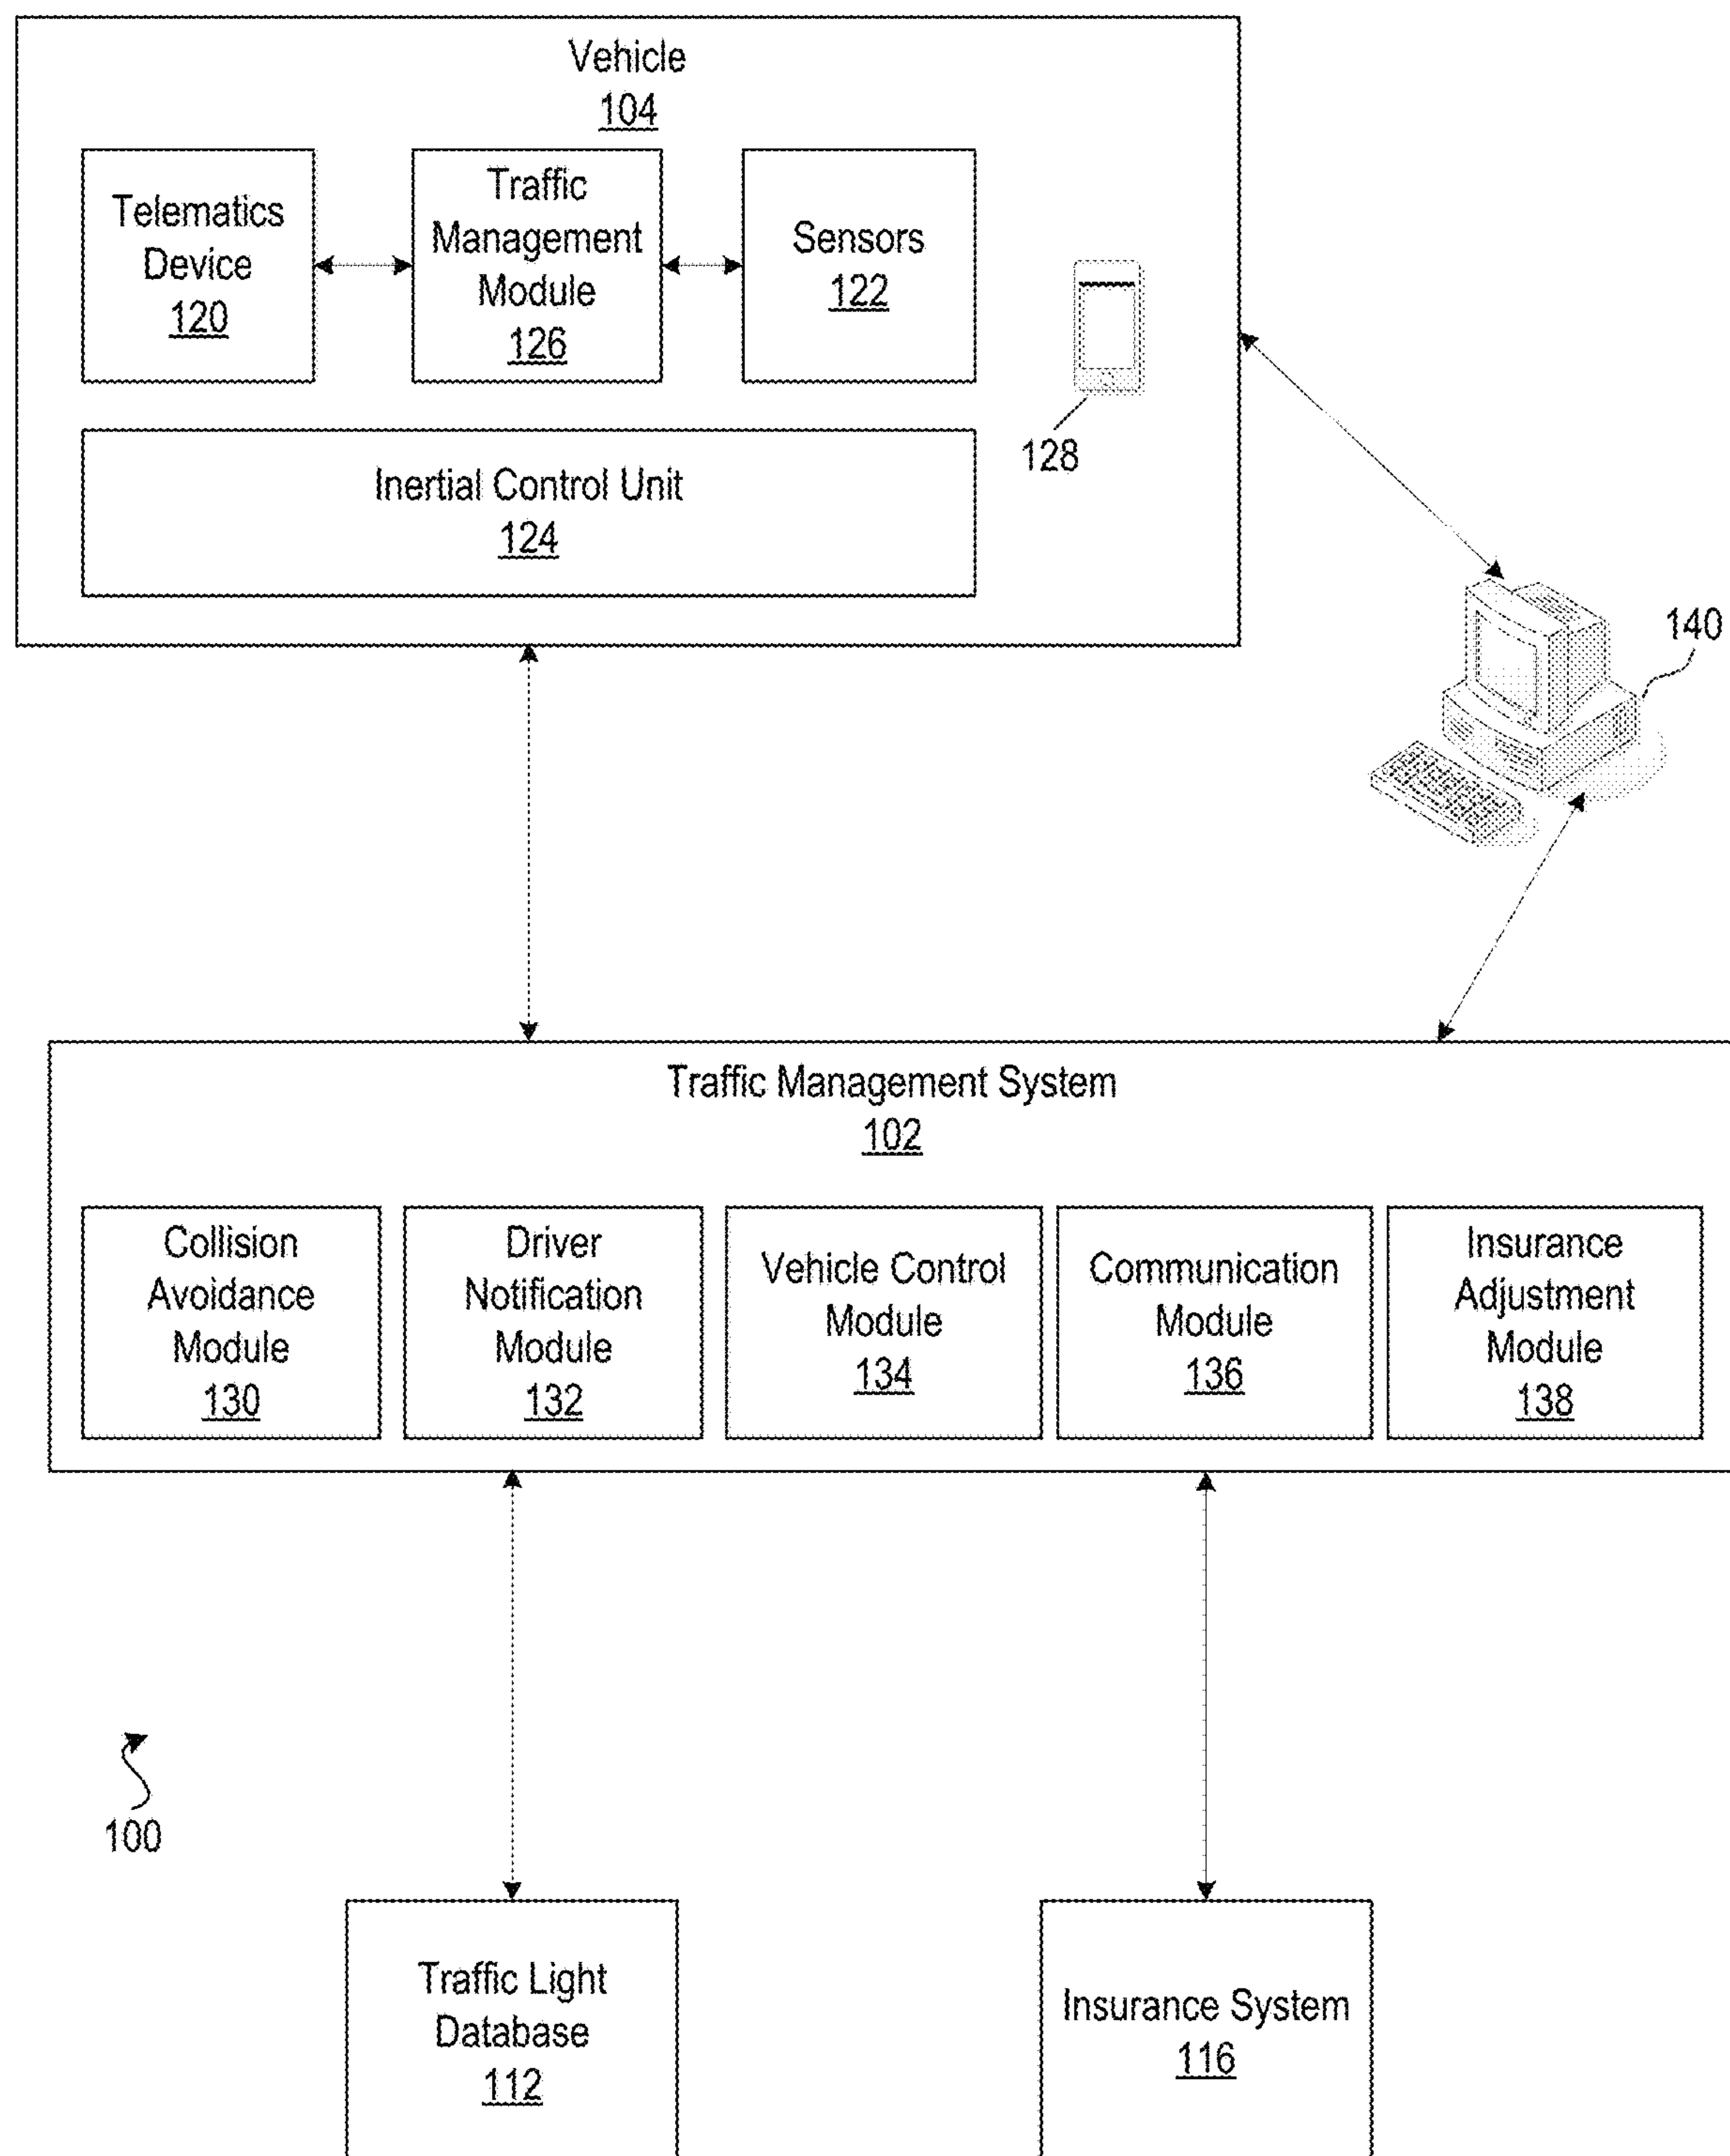 Vehicle
104
Telematics
Device
120
Traffic
Management
Module
126
Sensors
122
128
Inertial Control Unit
124
140
Traffic Management System
102
Collision
Avoidance
Module
130
Driver
Notification
Module
132
Vehicle Control
Module
134
Communication
Module
136
Insurance
Adjustment
Module
138
100
Traffic Light
Database
112
Insurance System
116